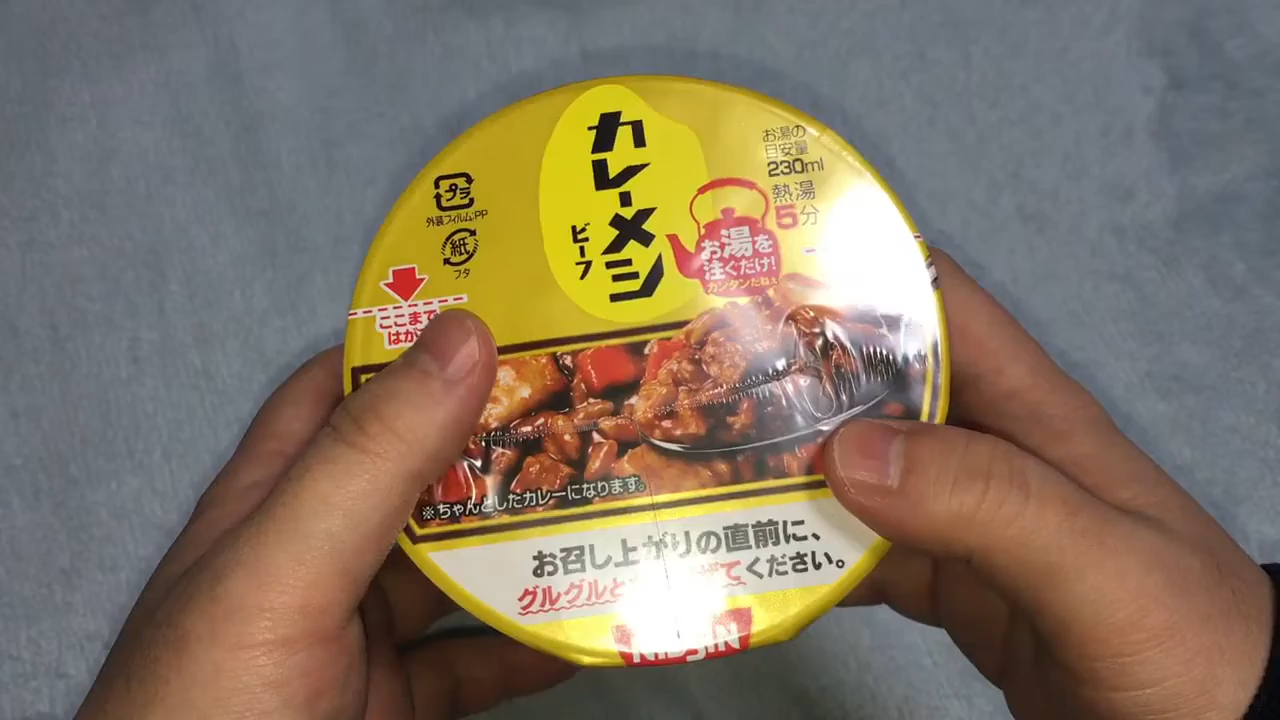 カレーメシ
ビーフ
お湯の
目安量
230ml
熱湯
5分
お湯を
注ぐだけ!
カンタンだねぇ
プラ
外装フィルム:PP
紙
フタ
ここまで
はが
※ちゃんとしたカレーになります。
お召し上がりの直前に、
グルグルと ください。
NISSIN